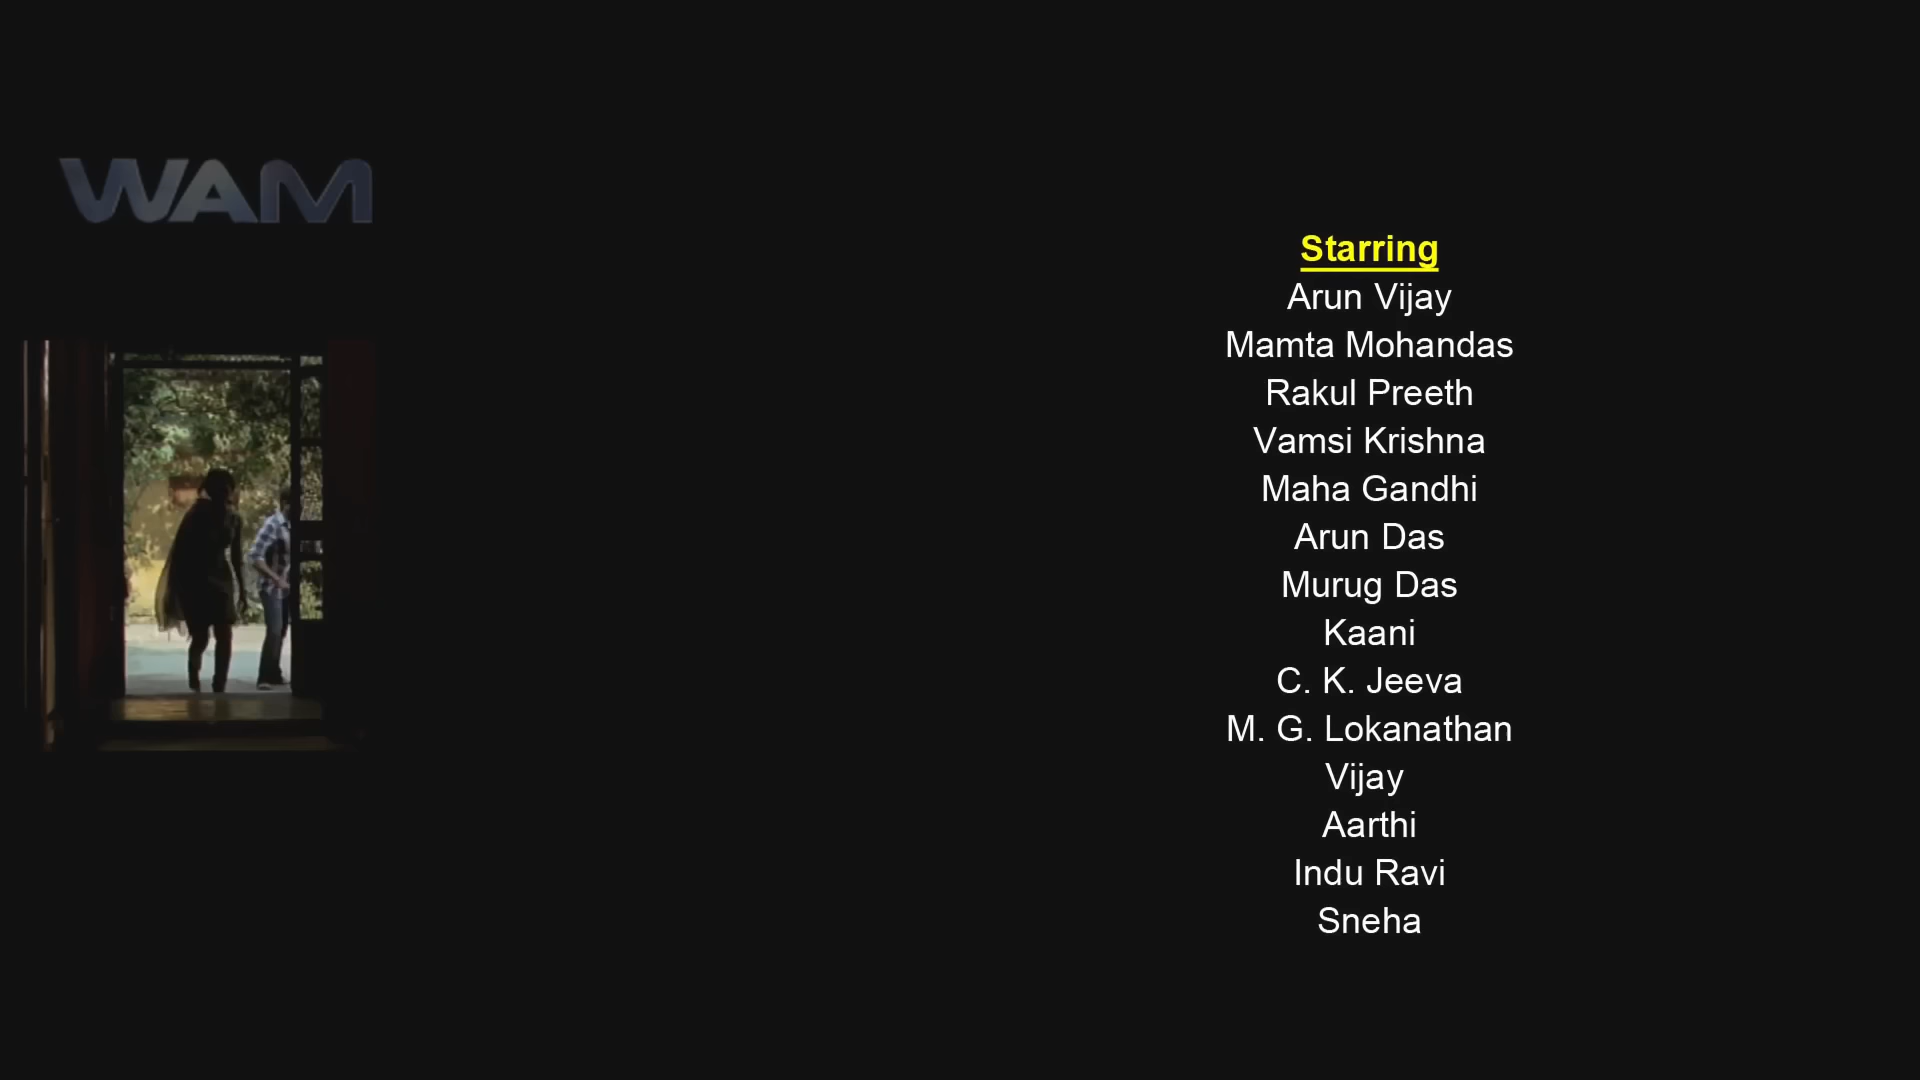 WAM
Starring
Arun Vijay
Mamta Mohandas
Rakul Preeth
Vamsi Krishna
Maha Gandhi
Arun Das
Murug Das
Kaani
C. K. Jeeva
M. G. Lokanathan
Vijay
Aarthi
Indu Ravi
Sneha